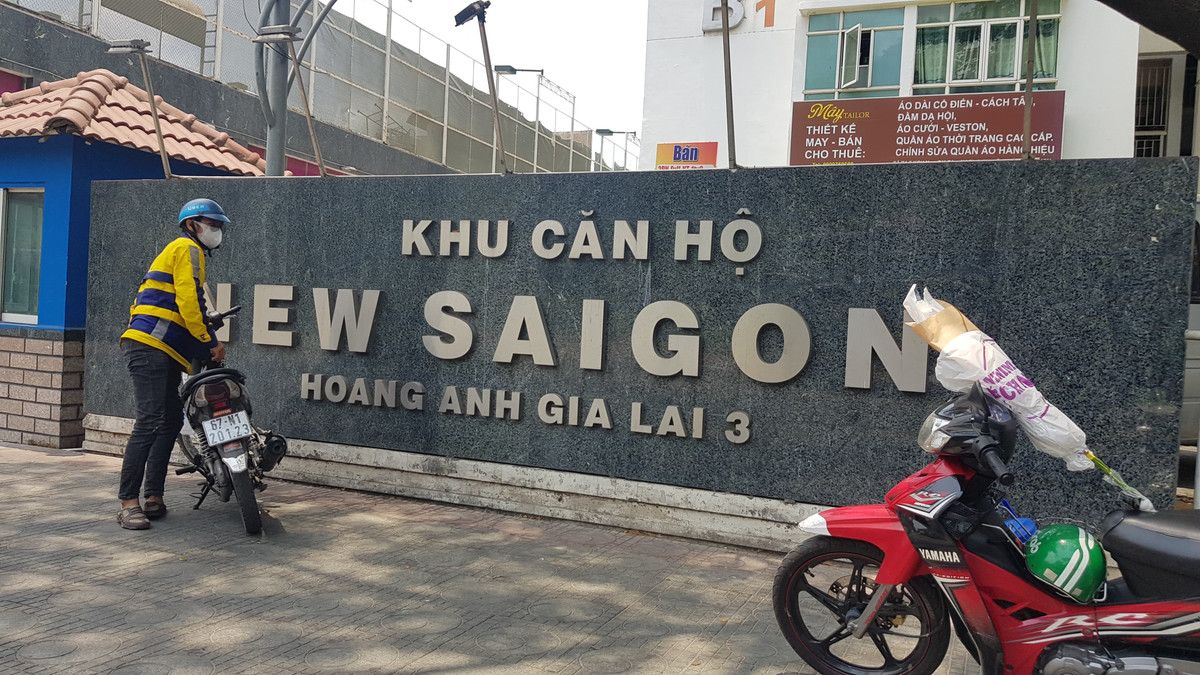 B1
Mây TAILOR
THIẾT KẾ
MAY - BÁN
CHO THUÊ:
ÁO DÀI CỔ ĐIỂN - CÁCH TÂN,
ĐẦM DẠ HỘI,
ÁO CƯỚI - VESTON,
QUẦN ÁO THỜI TRANG CAO CẤP.
CHỈNH SỬA QUẦN ÁO HÀNG HIỆU
Bán
KHU CĂN HỘ
NEW SAIGON
HOANG ANH GIA LAI 3
67-N1
201.23
RC
YAMAHA
RC